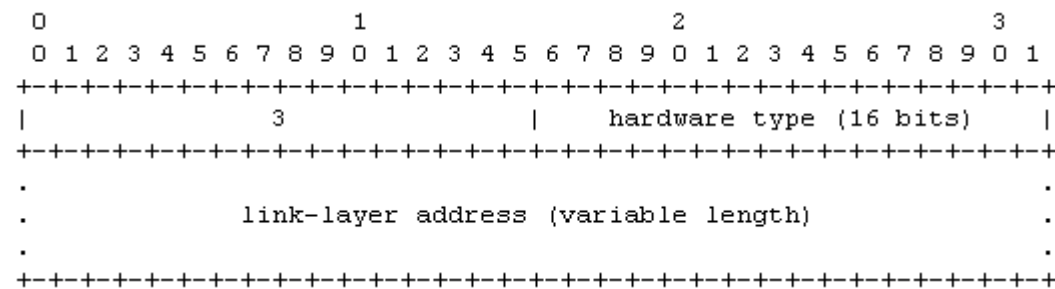 0                   1                   2                   3
 0 1 2 3 4 5 6 7 8 9 0 1 2 3 4 5 6 7 8 9 0 1 2 3 4 5 6 7 8 9 0 1
+-+-+-+-+-+-+-+-+-+-+-+-+-+-+-+-+-+-+-+-+-+-+-+-+-+-+-+-+-+-+-+-+
|               3               |    hardware type (16 bits)    |
+-+-+-+-+-+-+-+-+-+-+-+-+-+-+-+-+-+-+-+-+-+-+-+-+-+-+-+-+-+-+-+-+
.                                                               .
.             link-layer address (variable length)              .
.                                                               .
+-+-+-+-+-+-+-+-+-+-+-+-+-+-+-+-+-+-+-+-+-+-+-+-+-+-+-+-+-+-+-+-+